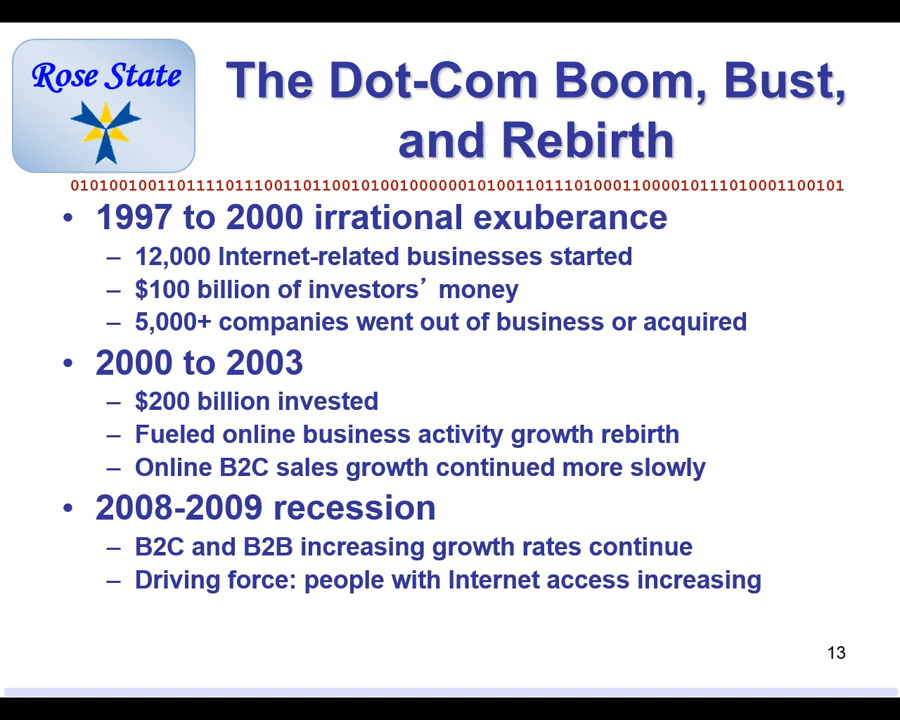 Rose State
The Dot-Com Boom, Bust,
and Rebirth
0101001001101111011100110110010100100000010100110111010001100001011101000110​0101
• 1997 to 2000 irrational exuberance
– 12,000 Internet-related businesses started
– $100 billion of investors’ money
– 5,000+ companies went out of business or acquired
• 2000 to 2003
– $200 billion invested
– Fueled online business activity growth rebirth
– Online B2C sales growth continued more slowly
• 2008-2009 recession
– B2C and B2B increasing growth rates continue
– Driving force: people with Internet access increasing
13